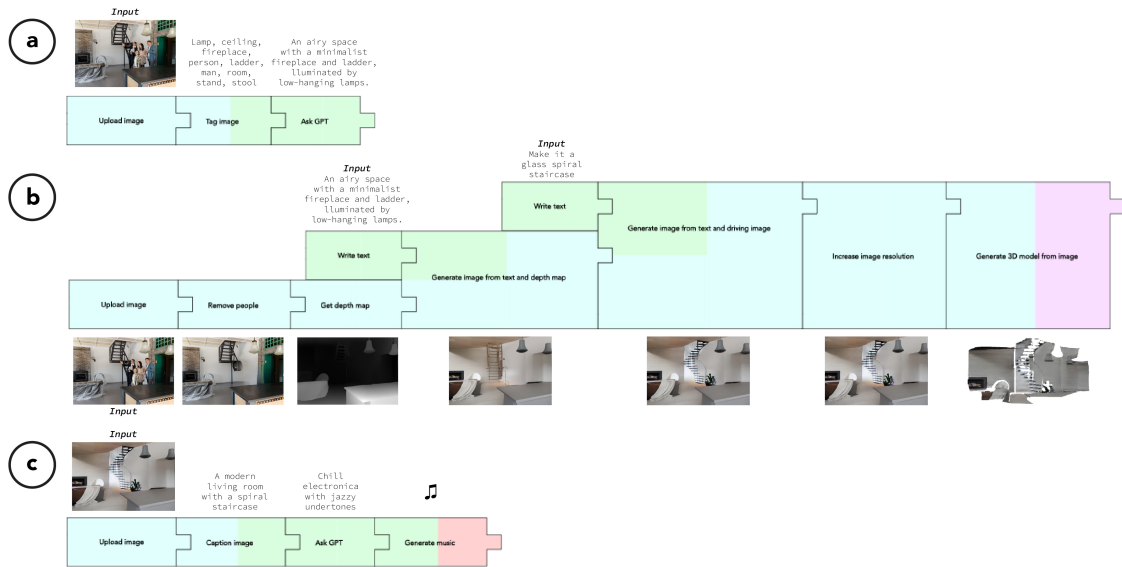 a
Input
Lamp, ceiling,
fireplace,
person, ladder,
man, room,
stand, stool
An airy space
with a minimalist
fireplace and ladder,
illuminated by
low-hanging lamps.
Upload image
Tag image
Ask GPT
b
Input
Make it a
glass spiral
staircase
Input
An airy space
with a minimalist
fireplace and ladder,
illuminated by
low-hanging lamps.
Write text
Generate image from text and driving image
Write text
Generate image from text and depth map
Increase image resolution
Generate 3D model from image
Upload image
Remove people
Get depth map
Input
c
Input
A modern
living room
with a spiral
staircase
Chill
electronica
with jazzy
undertones
Upload image
Caption image
Ask GPT
Generate music